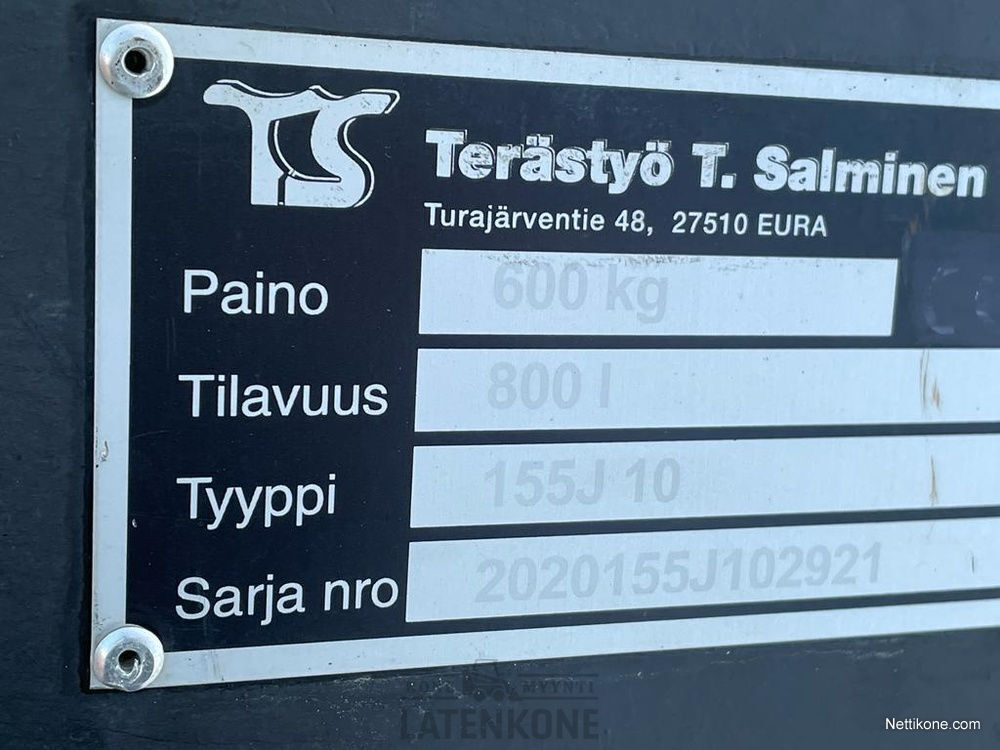 TS
Terästyö T. Salminen
Turajärventie 48, 27510 EURA
Paino 600 kg
Tilavuus 800 l
Tyyppi 155J 10
Sarja nro 2020155J102921
KONEMYYNTI
LATENKONE
Nettikone.com